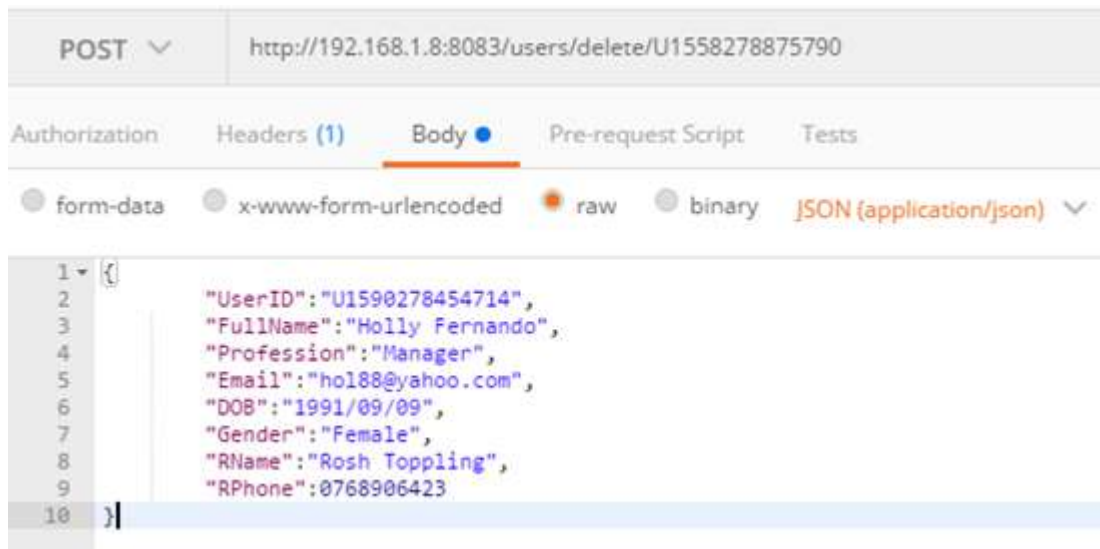 POST http://192.168.1.8:8083/users/delete/U1558278875790
Authorization Headers (1) Body Pre-request Script Tests
form-data x-www-form-urlencoded raw binary JSON (application/json)
1 {
2 "UserID":"U1590278454714",
3 "FullName":"Holly Fernando",
4 "Profession":"Manager",
5 "Email":"hol88@yahoo.com",
6 "DOB":"1991/09/09",
7 "Gender":"Female",
8 "RName":"Rosh Toppling",
9 "RPhone":0768906423
10 }